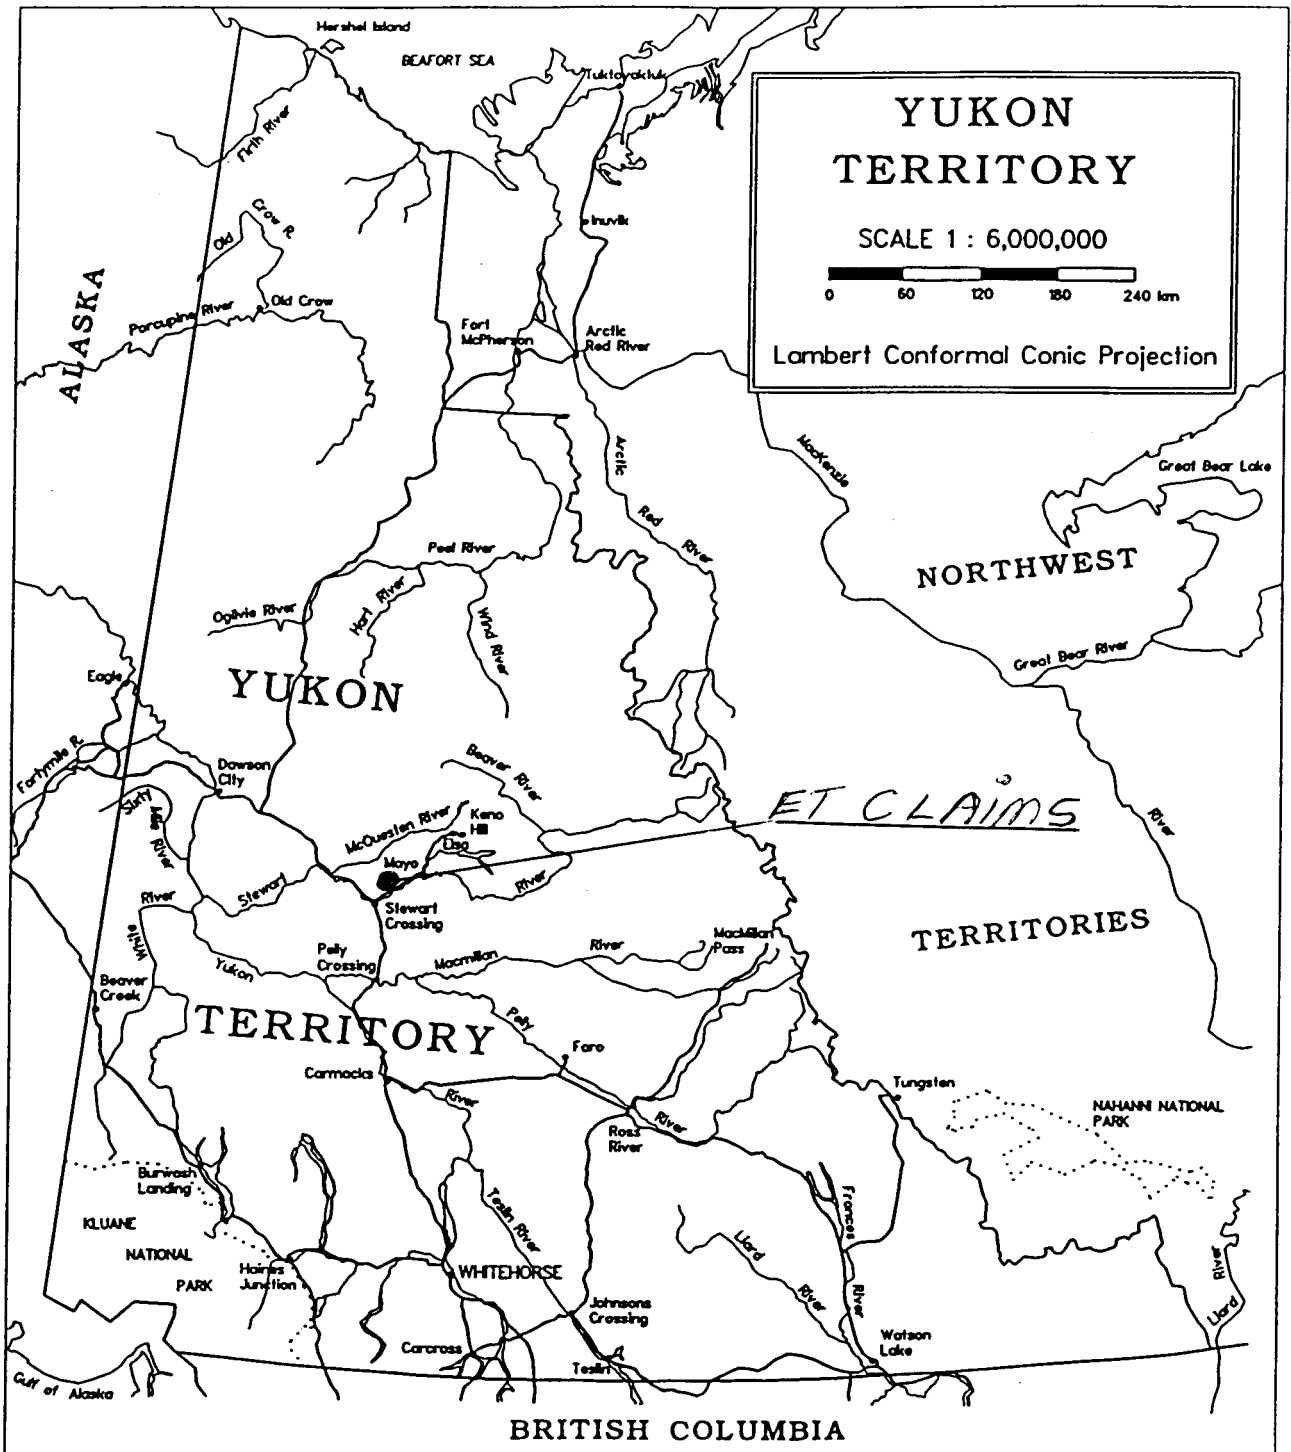 Hershel Island
BEAFORT SEA
Tuktoyaktuk
YUKON
TERRITORY
SCALE 1 : 6,000,000
0 60 120 180 240 km
Lambert Conformal Conic Projection
Firth River
Old Crow R.
Inuvik
ALASKA
Porcupine River
Old Crow
Fort
McPherson
Arctic
Red River
Arctic Red River
MacKenzie
Great Bear Lake
Peel River
NORTHWEST
Ogilvie River
Hart River
Wind River
Great Bear River
Eagle
YUKON
Fortymile R.
Dawson
City
Beaver River
Sixty Mile River
McQuesten River
Keno
Hill
Elsa
ET CLAIMS
River
Mayo
Stewart River
River
Stewart
Crossing
White
Yukon
Pelly
Crossing
Macmillan River
MacMillan
Pass
TERRITORIES
Beaver
Creek
TERRITORY
Pelly
Faro
Carmacks
River
River
Ross
River
Tungsten
NAHANNI NATIONAL
PARK
Burwash
Landing
KLUANE
NATIONAL
PARK
Haines
Junction
WHITEHORSE
Teslin River
Liard River
Frances River
Liard River
Johnsons
Crossing
Carcross
Teslin
Watson
Lake
Gulf of Alaska
BRITISH COLUMBIA